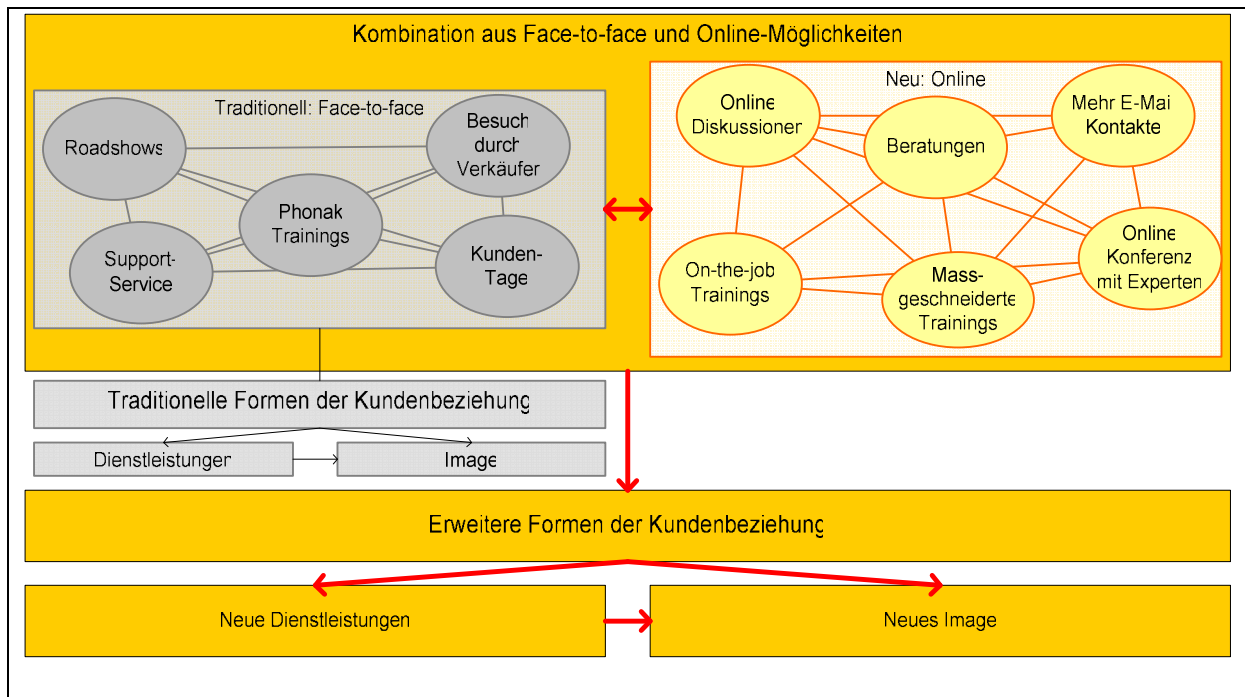 Kombination aus Face-to-face und Online-Möglichkeiten
Traditionell: Face-to-face
Roadshows
Besuch
durch
Verkäufer
Phonak
Trainings
Support-
Service
Kunden-
Tage
Neu: Online
Online
Diskussionen
Beratungen
Mehr E-Mai
Kontakte
On-the-job
Trainings
Mass-
geschneiderte
Trainings
Online
Konferenz
mit Experten
Traditionelle Formen der Kundenbeziehung
Dienstleistungen
Image
Erweitere Formen der Kundenbeziehung
Neue Dienstleistungen
Neues Image